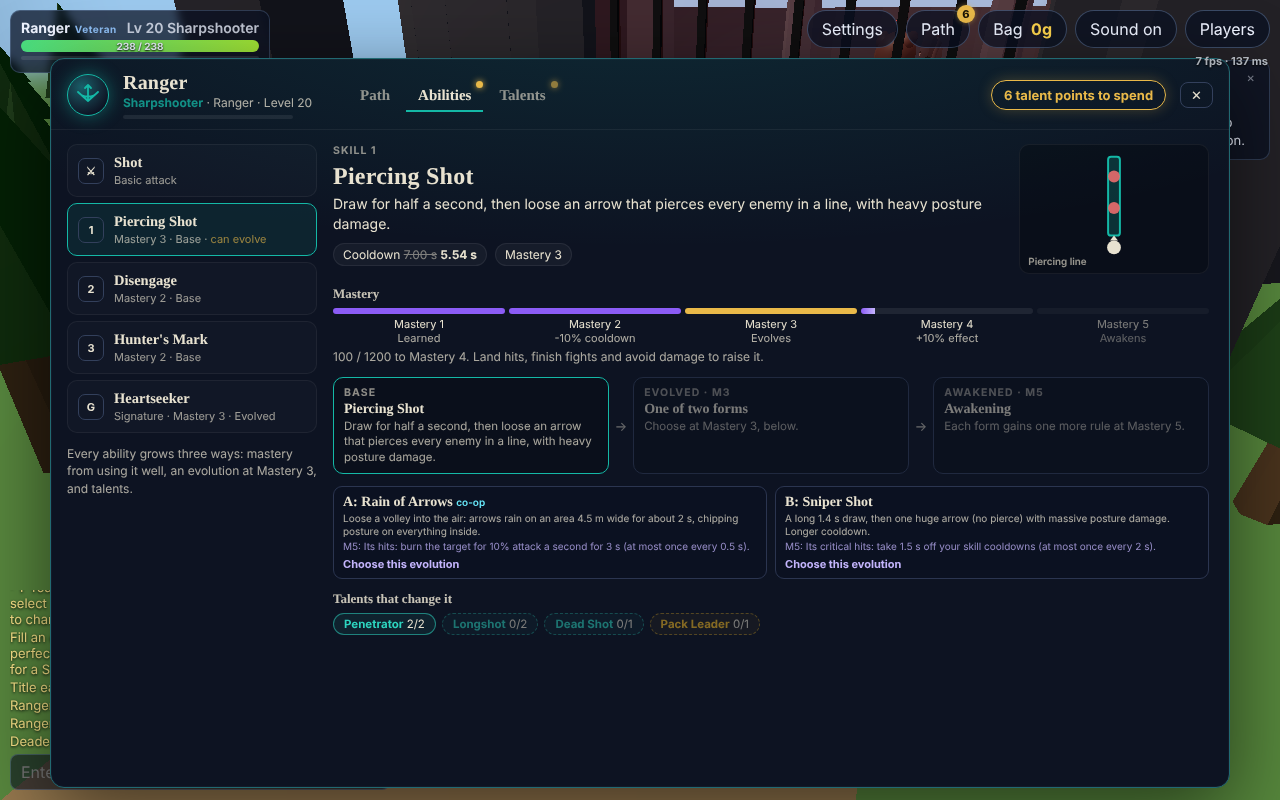 Ranger Veteran Lv 20 Sharpshooter
238 / 238
Settings
Path
6
Bag 0g
Sound on
Players
7 fps · 137 ms
×
on.
Ranger
Sharpshooter · Ranger · Level 20
Path
Abilities
Talents
6 talent points to spend
×
Shot
Basic attack
1
Piercing Shot
Mastery 3 · Base · can evolve
2
Disengage
Mastery 2 · Base
3
Hunter's Mark
Mastery 2 · Base
G
Heartseeker
Signature · Mastery 3 · Evolved
Every ability grows three ways: mastery
from using it well, an evolution at Mastery 3,
and talents.
SKILL 1
Piercing Shot
Draw for half a second, then loose an arrow that pierces every enemy in a line, with heavy posture
damage.
Cooldown 7.00 s 5.54 s
Mastery 3
Piercing line
Mastery
Mastery 1
Learned
Mastery 2
-10% cooldown
Mastery 3
Evolves
Mastery 4
+10% effect
Mastery 5
Awakens
100 / 1200 to Mastery 4. Land hits, finish fights and avoid damage to raise it.
BASE
Piercing Shot
Draw for half a second, then loose an arrow
that pierces every enemy in a line, with heavy
posture damage.
→
EVOLVED · M3
One of two forms
Choose at Mastery 3, below.
→
AWAKENED · M5
Awakening
Each form gains one more rule at Mastery 5.
A: Rain of Arrows co-op
Loose a volley into the air: arrows rain on an area 4.5 m wide for about 2 s, chipping
posture on everything inside.
M5: Its hits: burn the target for 10% attack a second for 3 s (at most once every 0.5 s).
Choose this evolution
B: Sniper Shot
A long 1.4 s draw, then one huge arrow (no pierce) with massive posture damage.
Longer cooldown.
M5: Its critical hits: take 1.5 s off your skill cooldowns (at most once every 2 s).
Choose this evolution
Talents that change it
Penetrator 2/2
Longshot 0/2
Dead Shot 0/1
Pack Leader 0/1
select
to char
Fill an
perfec
for a S
Title ea
Range
Range
Deade
Ente